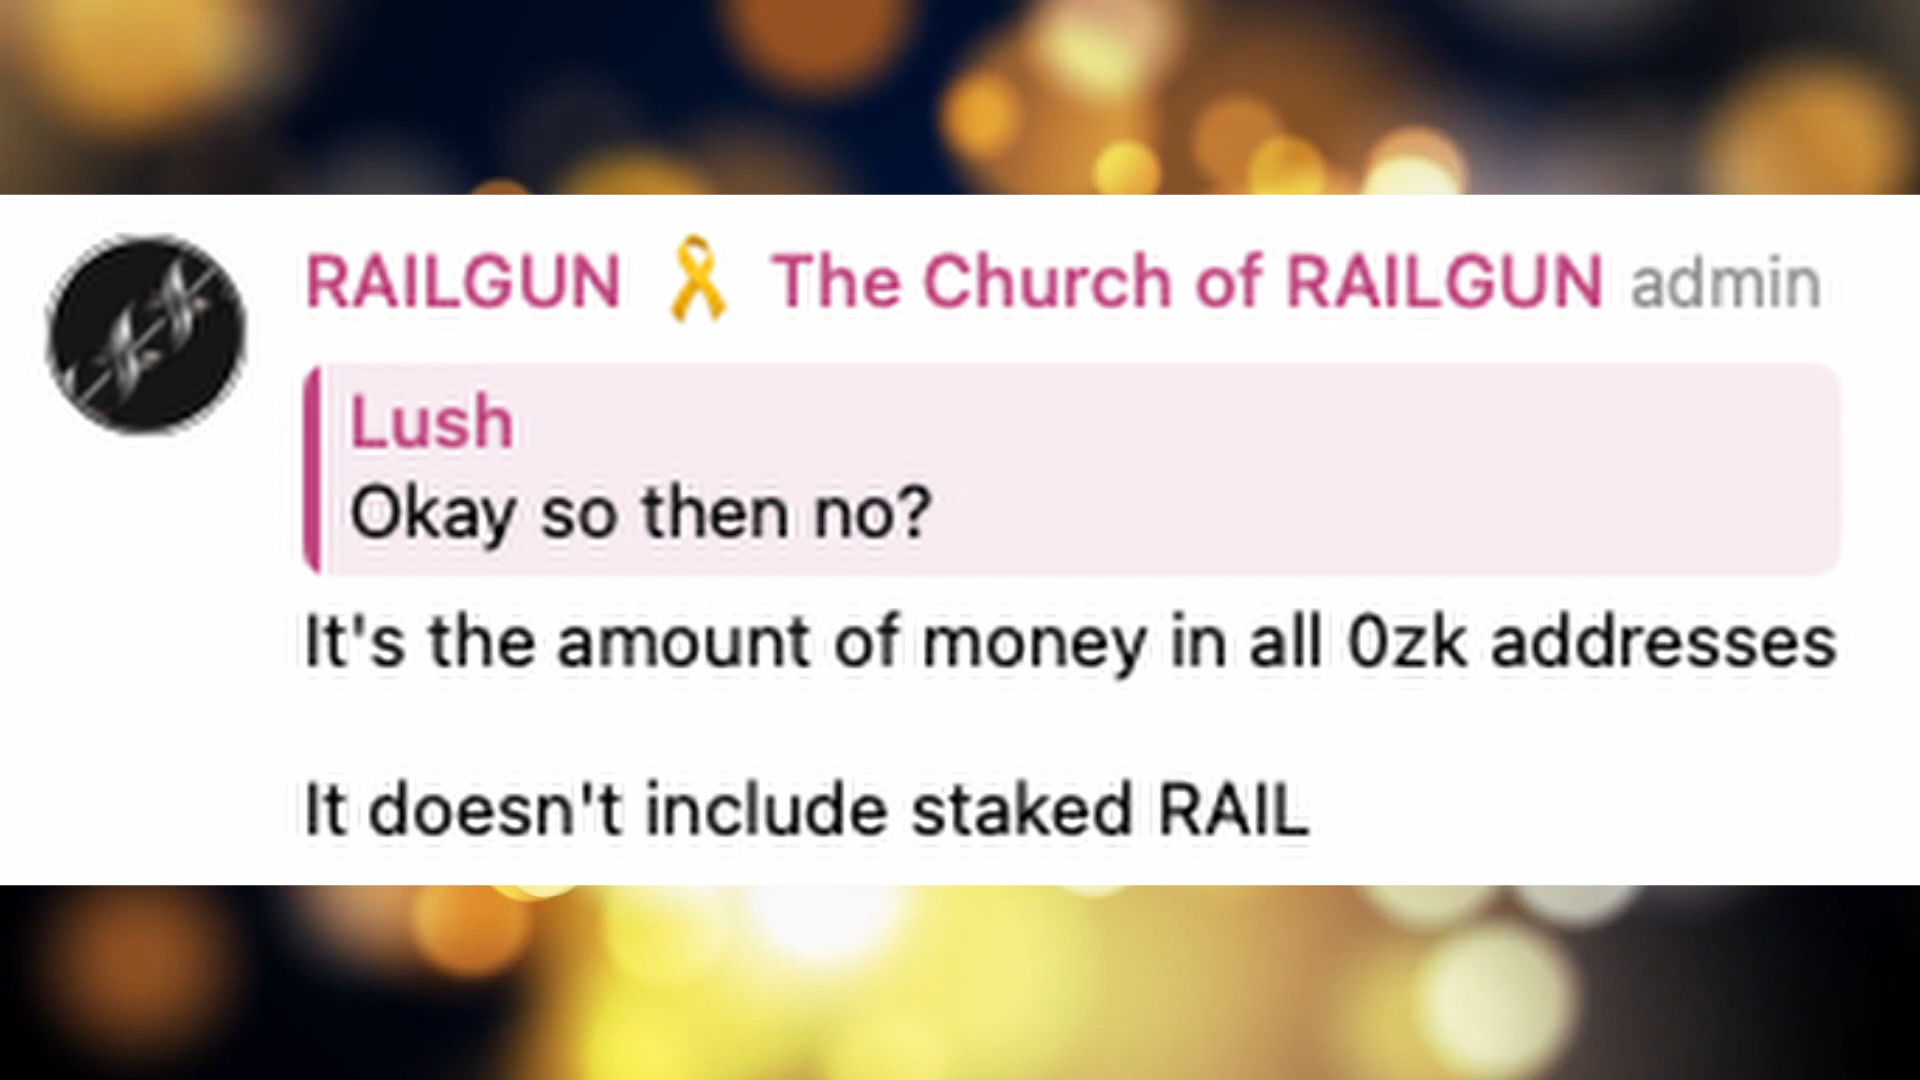 RAILGUN 🎗 The Church of RAILGUN admin
Lush
Okay so then no?
It's the amount of money in all 0zk addresses
It doesn't include staked RAIL